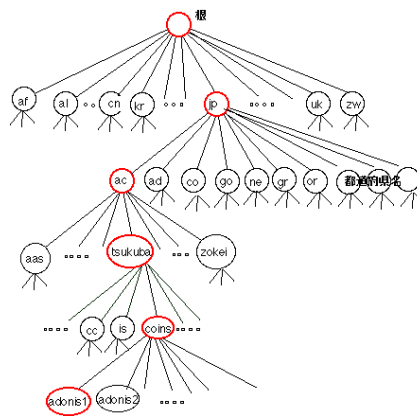 根
af al cn kr jp uk zw
ac ad co go ne gr or 都道府県名
aas tsukuba zokei
cc is coins
adonis1 adonis2